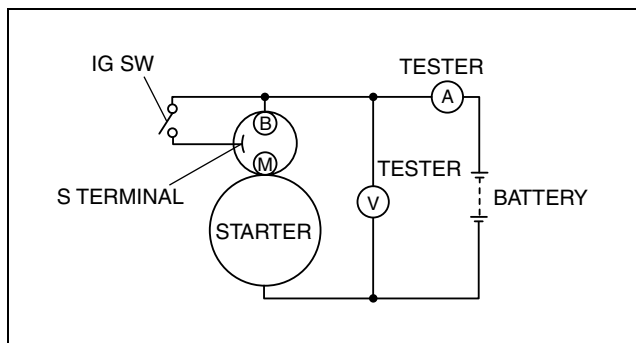 IG SW
TESTER
A
B
M
TESTER
S TERMINAL
V
BATTERY
STARTER